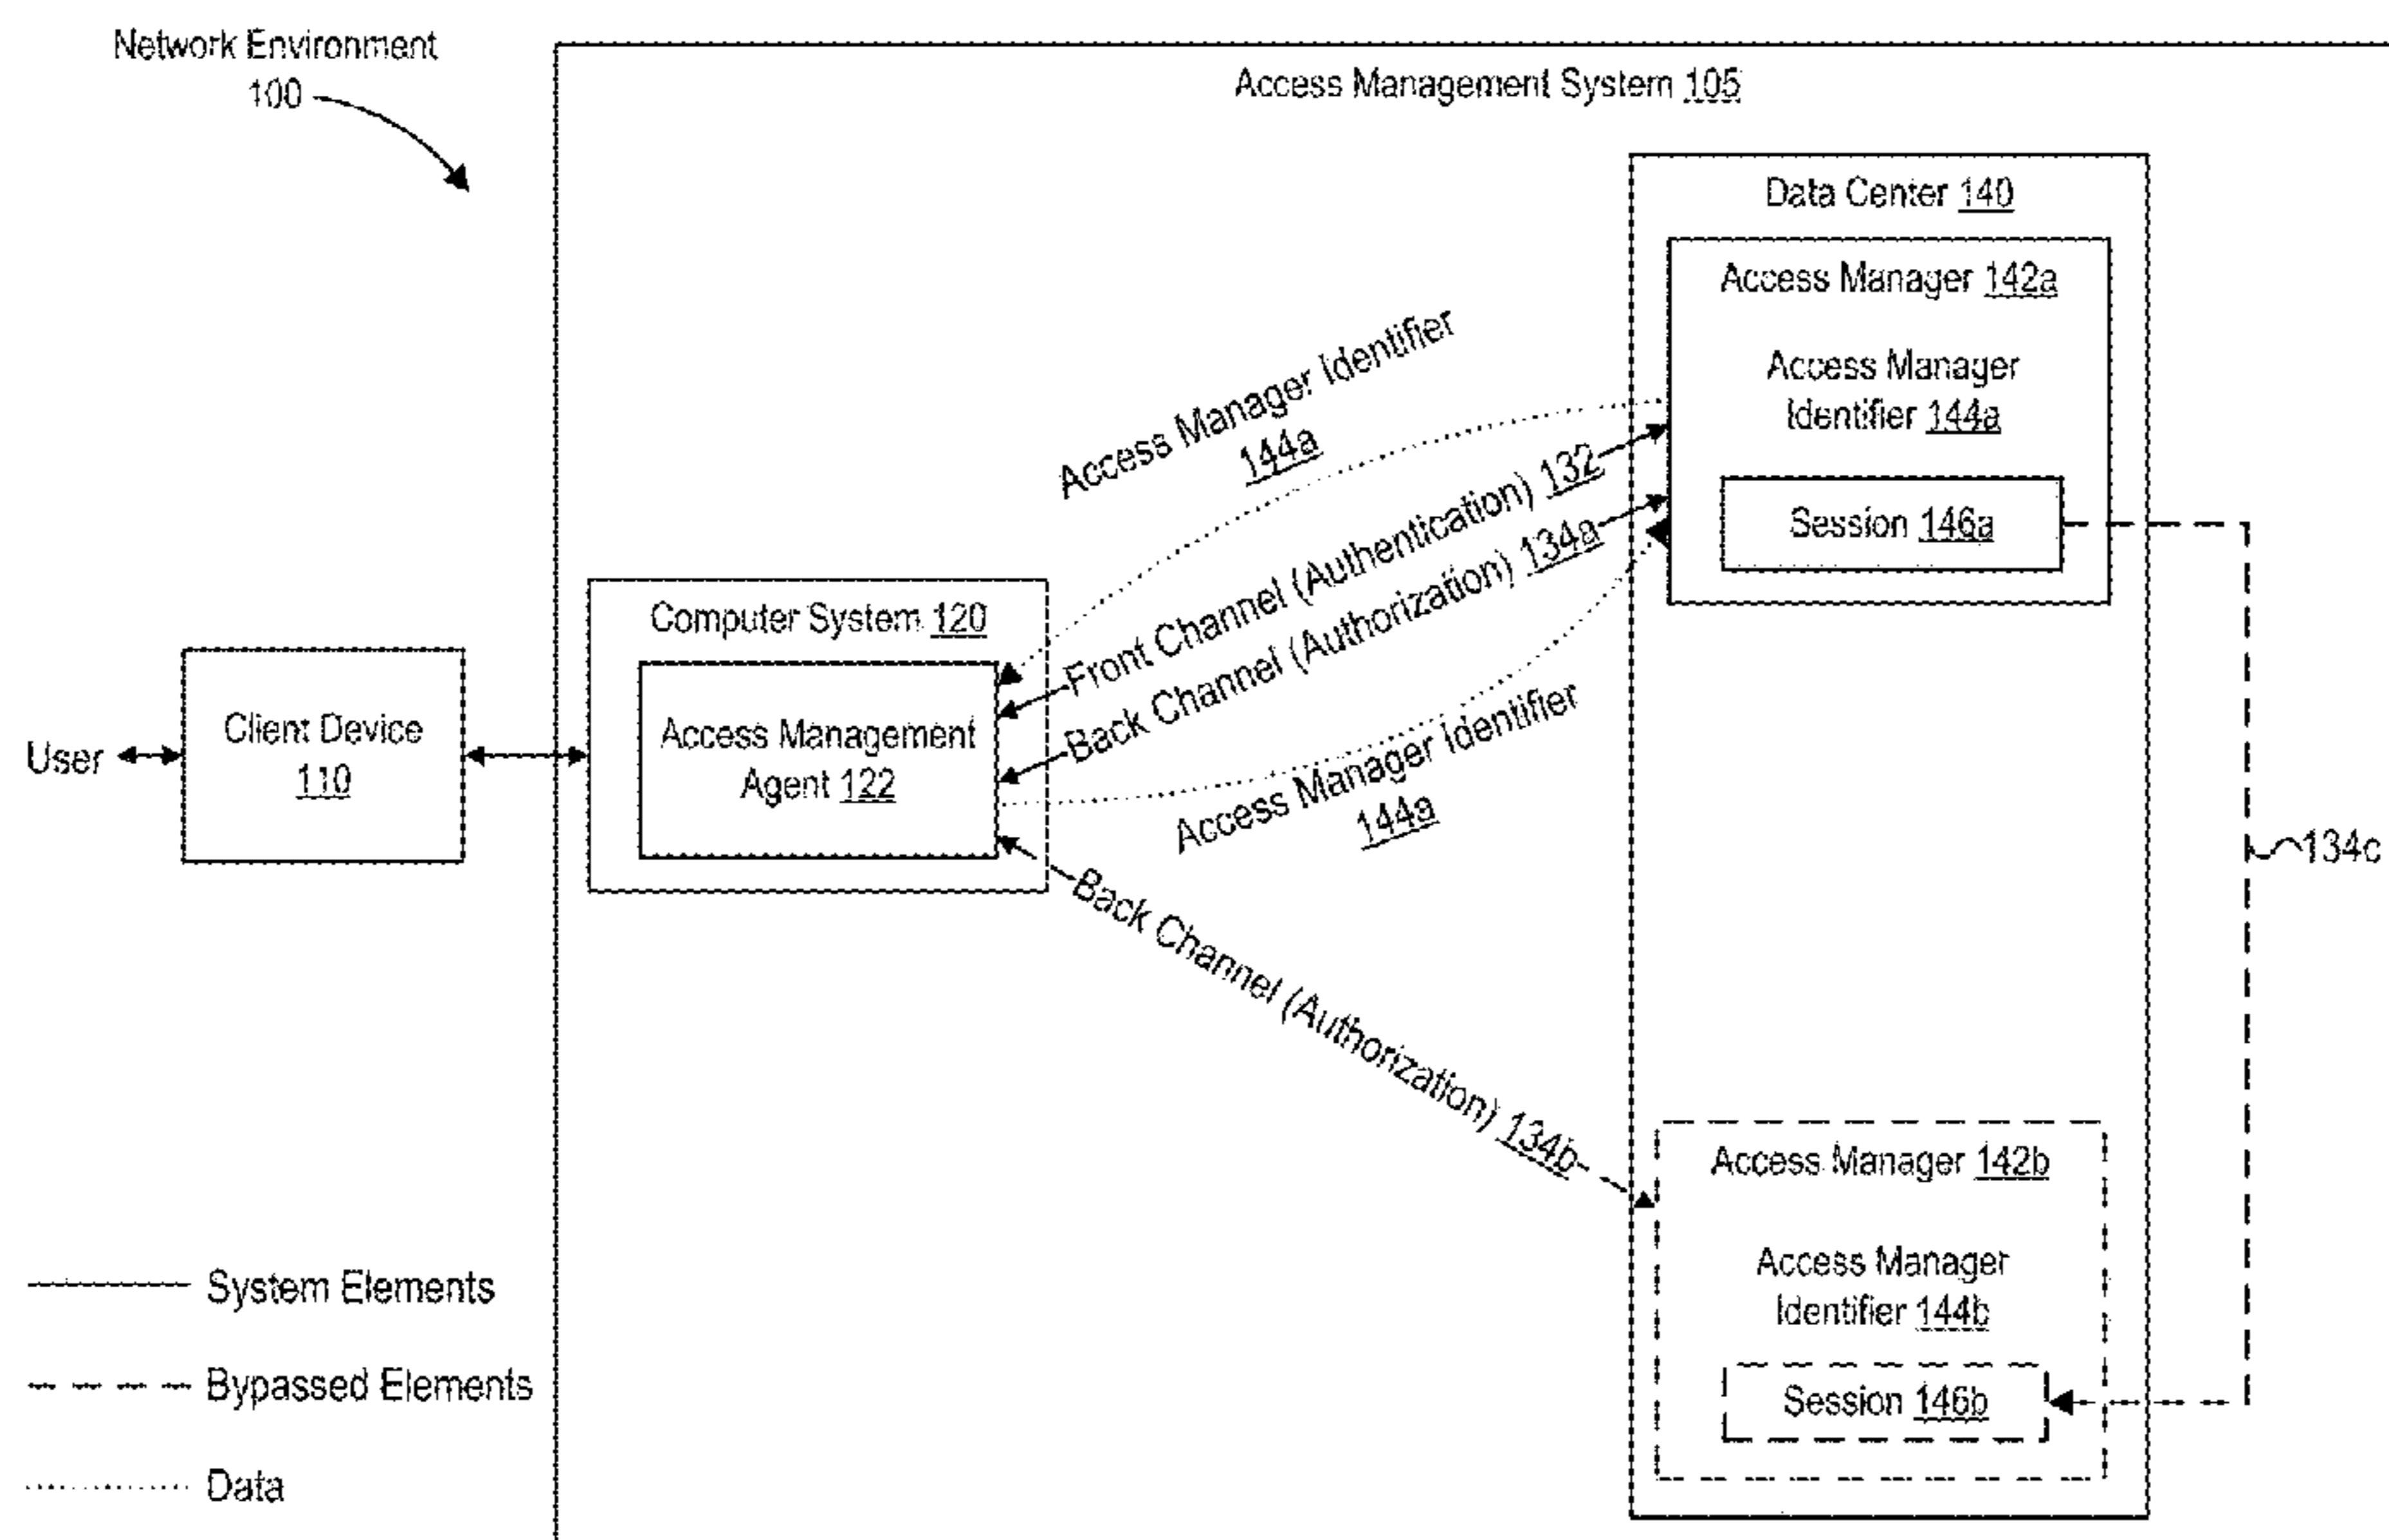 Network Environment
100
Access Management System 105
Data Center 140
Access Manager 142a
Access Manager
Identifier 144a
Session 146a
Access Manager Identifier
144a
Front Channel (Authentication) 132
Back Channel (Authorization) 134a
Access Manager Identifier
144a
Computer System 120
Access Management
Agent 122
User
Client Device
110
134c
Back Channel (Authorization) 134b
Access Manager 142b
Access Manager
Identifier 144b
Session 146b
System Elements
Bypassed Elements
Data